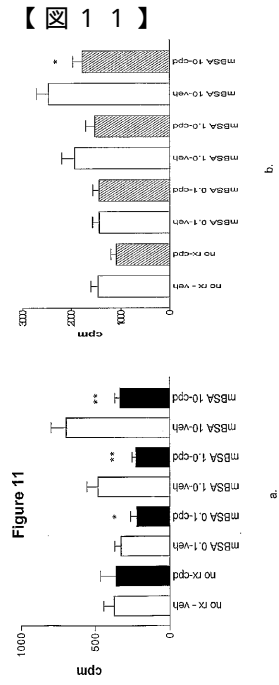 【図１１】
Figure 11
cpm
1000
500
0
no rx - veh
no rx-cpd
mBSA 0.1-veh
mBSA 0.1-cpd
*
mBSA 1.0-veh
mBSA 1.0-cpd
**
mBSA 10-veh
mBSA 10-cpd
**
a.
cpm
3000
2000
1000
0
no rx - veh
no rx-cpd
mBSA 0.1-veh
mBSA 0.1-cpd
mBSA 1.0-veh
mBSA 1.0-cpd
mBSA 10-veh
mBSA 10-cpd
*
b.